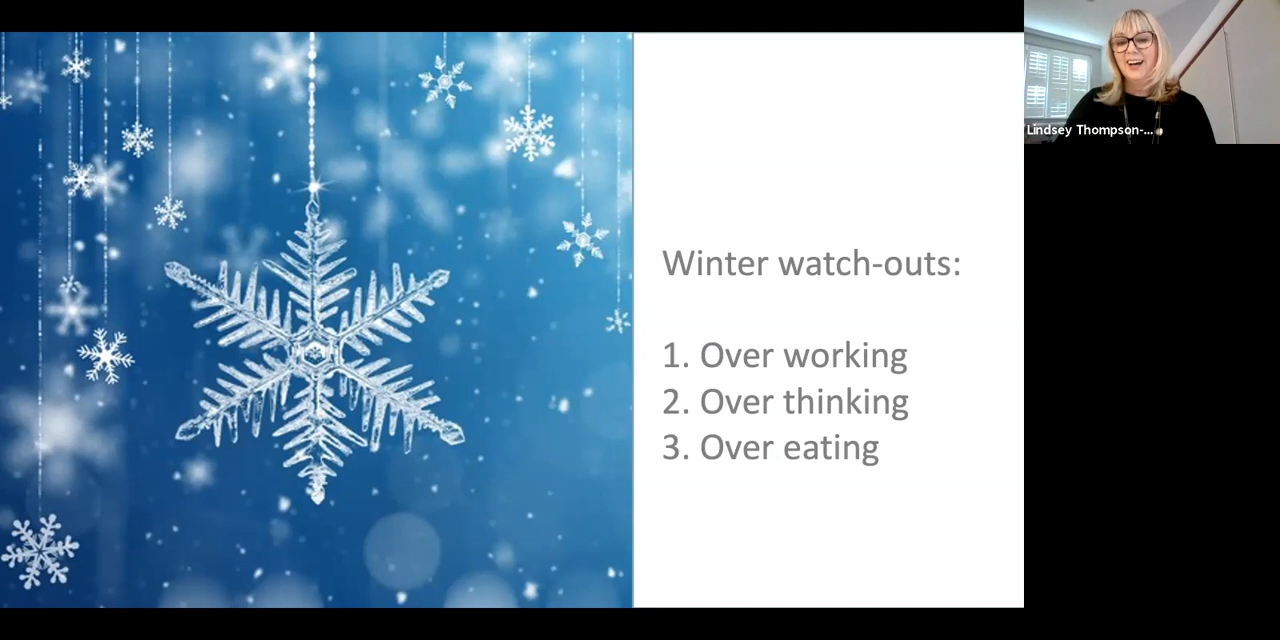 Winter watch-outs:
1. Over working
2. Over thinking
3. Over eating
Lindsey Thompson-...